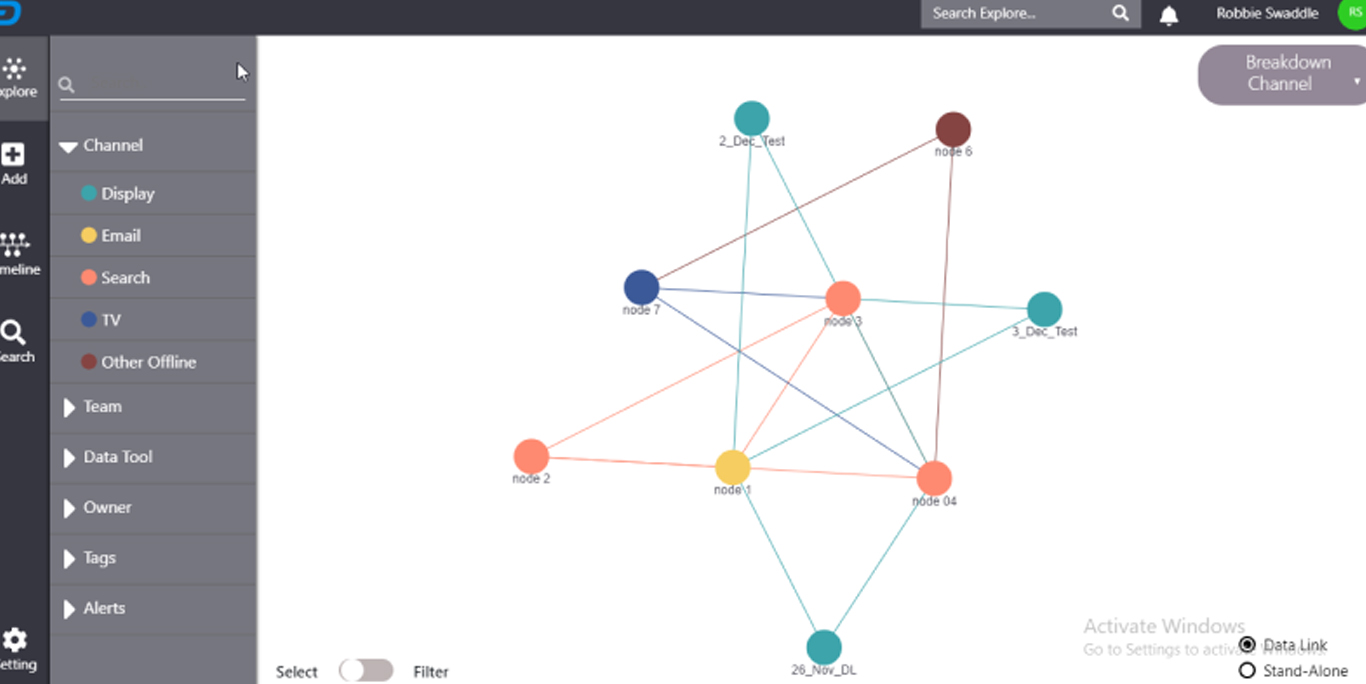 Search Explore...
Robbie Swaddle
RS
Breakdown
Channel
xplore
Add
meline
earch
etting
Channel
Display
Email
Search
TV
Other Offline
Team
Data Tool
Owner
Tags
Alerts
2_Dec_Test
node 6
node 7
node 3
3_Dec_Test
node 2
node 1
node 04
26_Nov_DL
Select
Filter
Activate Windows
Go to Settings to activate Windows.
Data Link
Stand-Alone